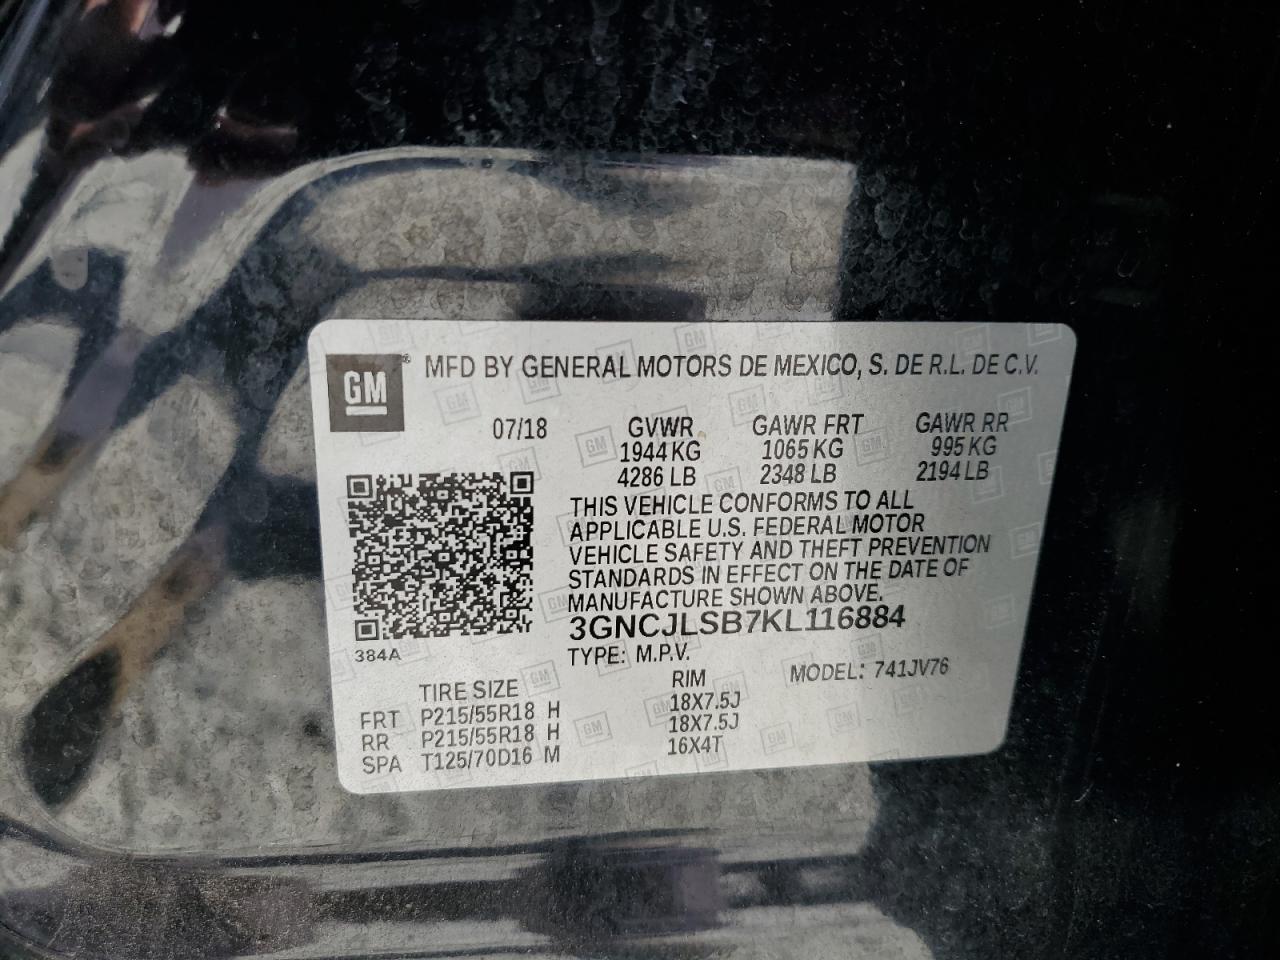 GM ® MFD BY GENERAL MOTORS DE MEXICO, S. DE R.L. DE C.V.
07/18 GVWR GAWR FRT GAWR RR
1944 KG 1065 KG 995 KG
4286 LB 2348 LB 2194 LB
THIS VEHICLE CONFORMS TO ALL
APPLICABLE U.S. FEDERAL MOTOR
VEHICLE SAFETY AND THEFT PREVENTION
STANDARDS IN EFFECT ON THE DATE OF
MANUFACTURE SHOWN ABOVE.
3GNCJLSB7KL116884
384A
TYPE: M.P.V.
MODEL: 741JV76
TIRE SIZE RIM
FRT P215/55R18 H 18X7.5J
RR P215/55R18 H 18X7.5J
SPA T125/70D16 M 16X4T